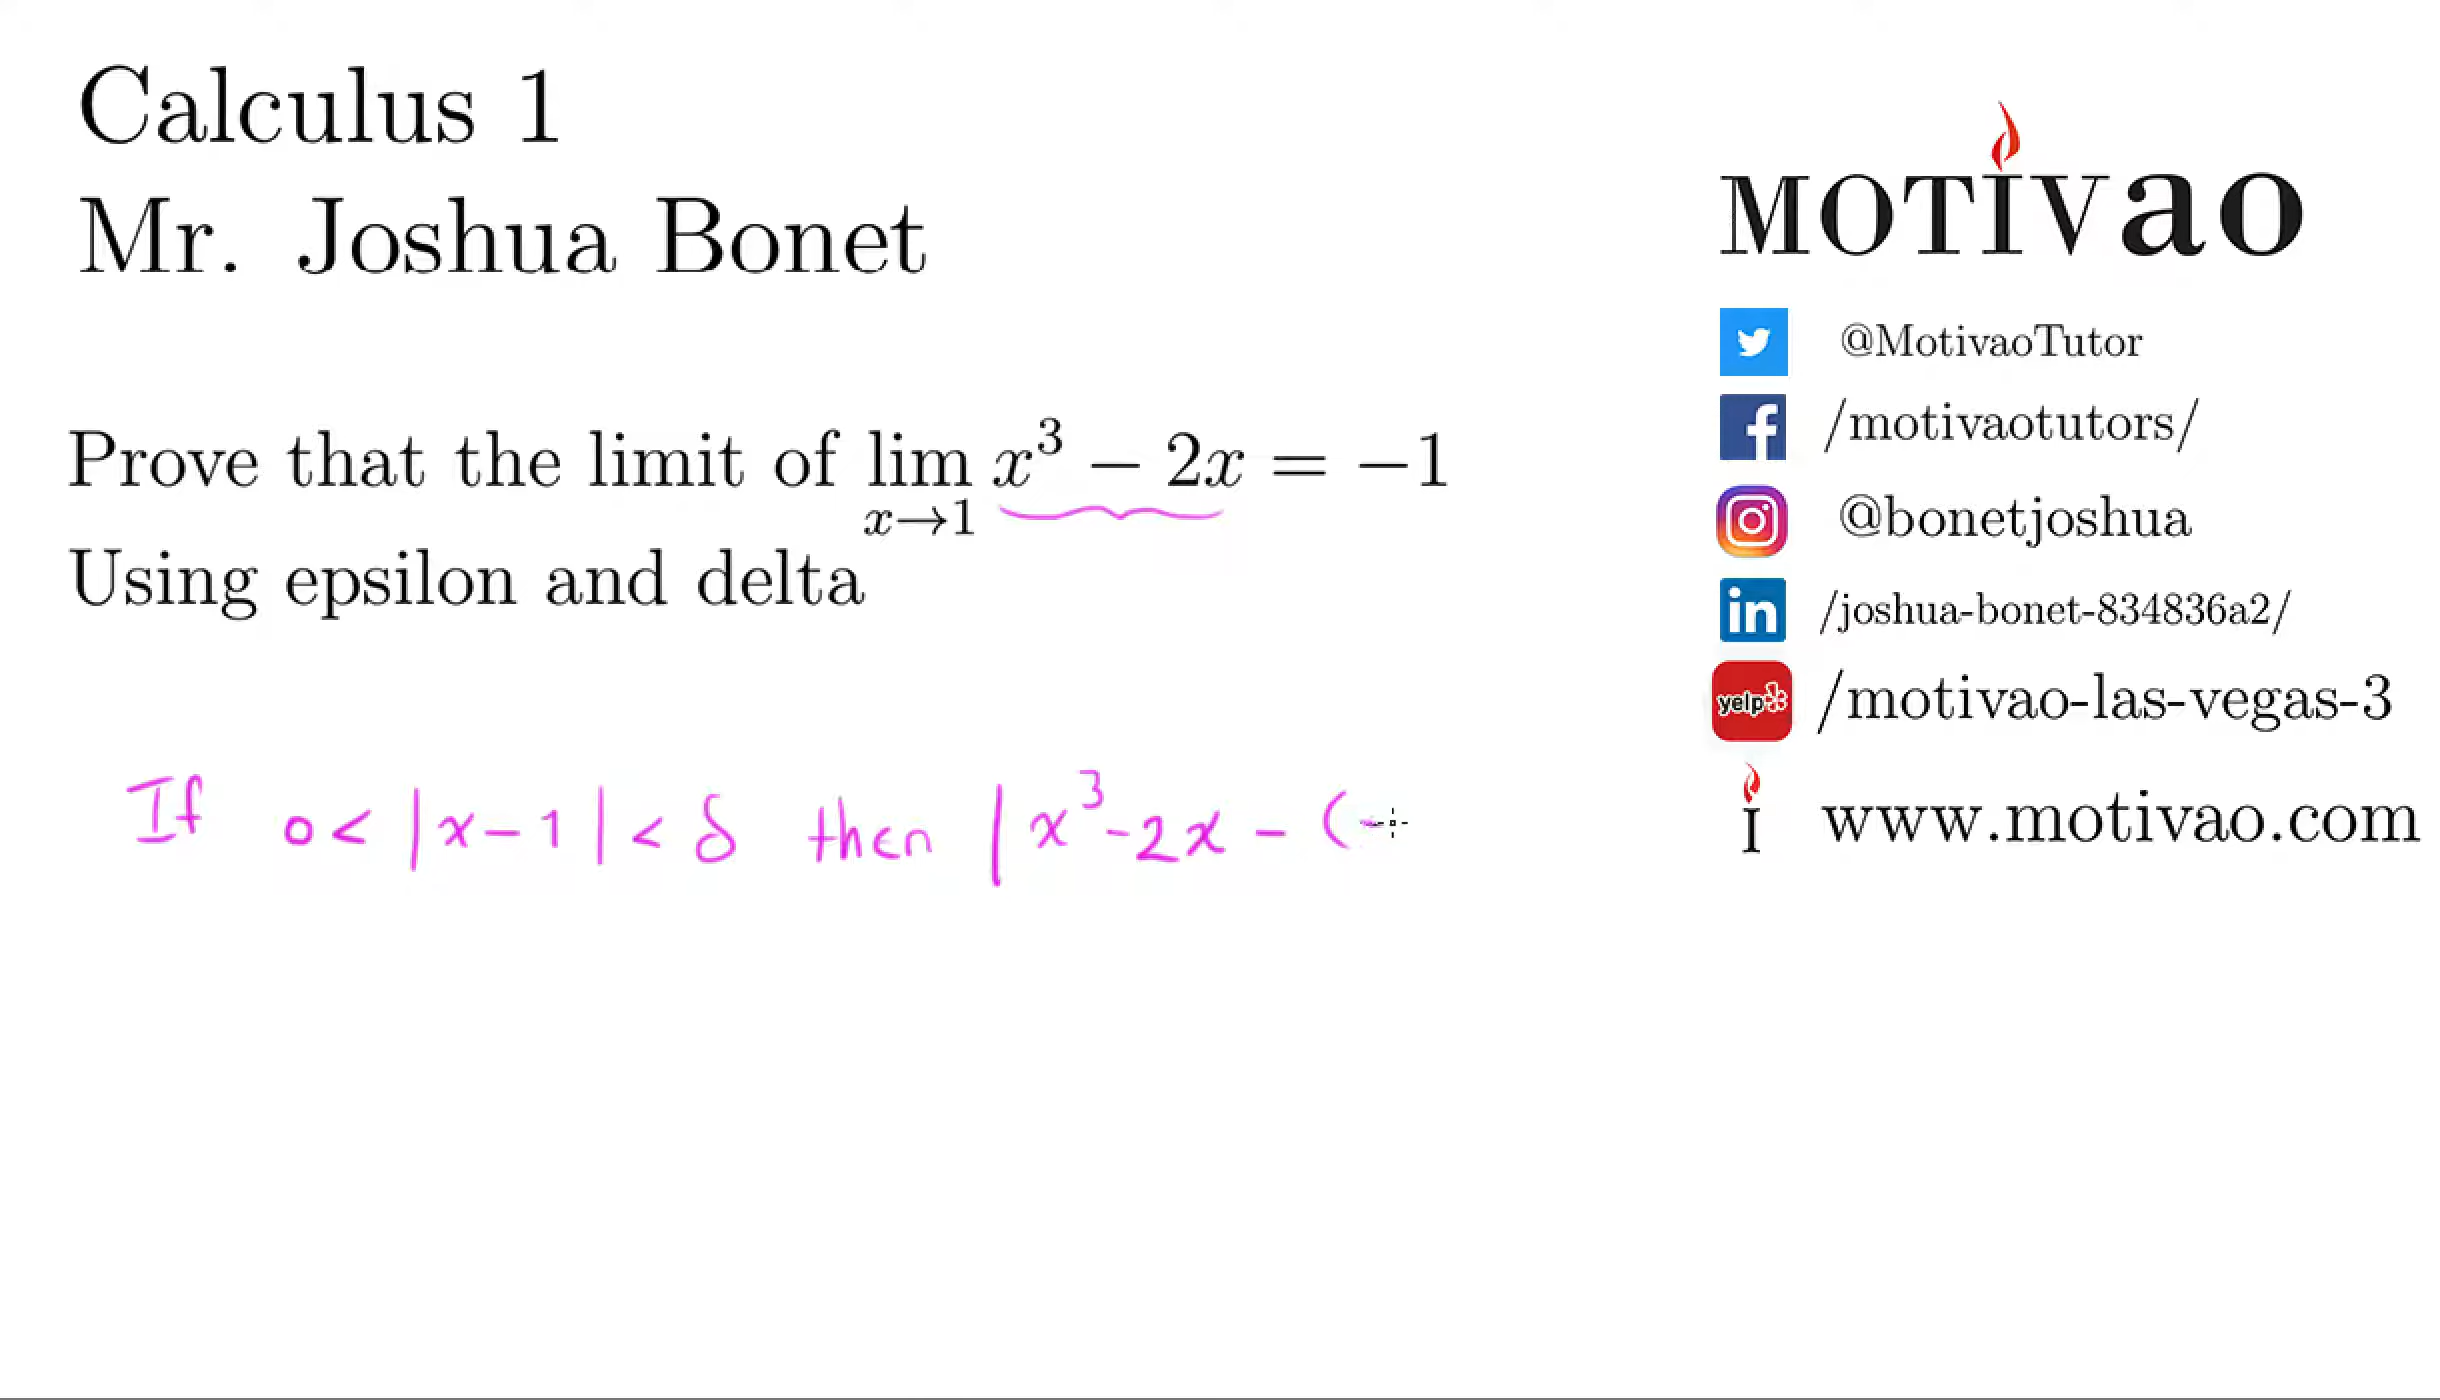 Calculus 1
Mr. Joshua Bonet
Prove that the limit of lim x→1 x³ − 2x = −1
Using epsilon and delta
If 0 < |x − 1| < δ then |x³ − 2x − (−
MOTIVao
@MotivaoTutor
/motivaotutors/
@bonetjoshua
in /joshua-bonet-834836a2/
yelp /motivao-las-vegas-3
I www.motivao.com